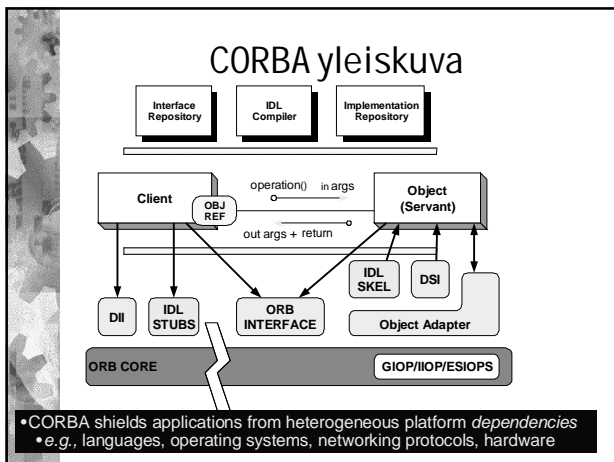 CORBA yleiskuva
Interface
Repository
IDL
Compiler
Implementation
Repository
Client
OBJ
REF
operation()
in args
out args + return
Object
(Servant)
DII
IDL
STUBS
ORB
INTERFACE
IDL
SKEL
DSI
Object Adapter
ORB CORE
GIOP/IIOP/ESIOPS
•CORBA shields applications from heterogeneous platform dependencies
•e.g., languages, operating systems, networking protocols, hardware